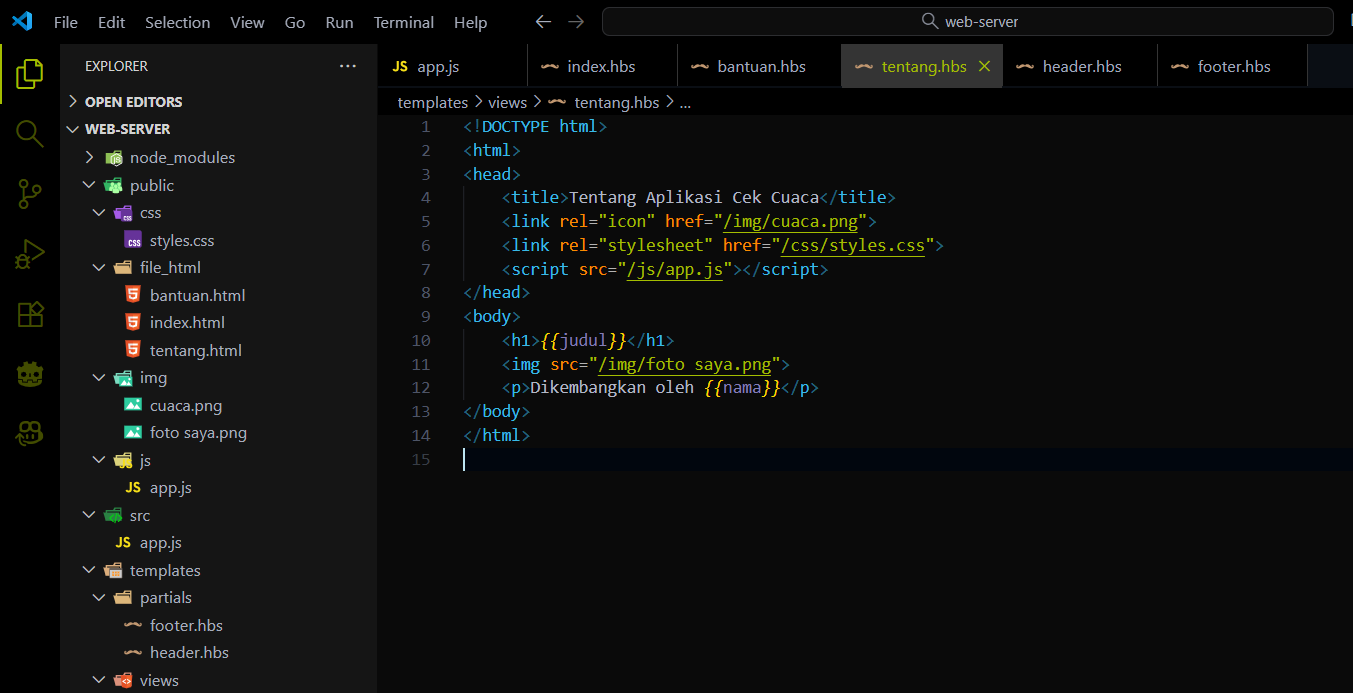 File Edit Selection View Go Run Terminal Help
web-server
EXPLORER
OPEN EDITORS
WEB-SERVER
node_modules
public
css
styles.css
file_html
bantuan.html
index.html
tentang.html
img
cuaca.png
foto saya.png
js
JS app.js
src
JS app.js
templates
partials
footer.hbs
header.hbs
views
JS app.js index.hbs bantuan.hbs tentang.hbs header.hbs footer.hbs
templates > views > tentang.hbs > ...
1 <!DOCTYPE html>
2 <html>
3 <head>
4 <title>Tentang Aplikasi Cek Cuaca</title>
5 <link rel="icon" href="/img/cuaca.png">
6 <link rel="stylesheet" href="/css/styles.css">
7 <script src="/js/app.js"></script>
8 </head>
9 <body>
10 <h1>{{judul}}</h1>
11 <img src="/img/foto saya.png">
12 <p>Dikembangkan oleh {{nama}}</p>
13 </body>
14 </html>
15